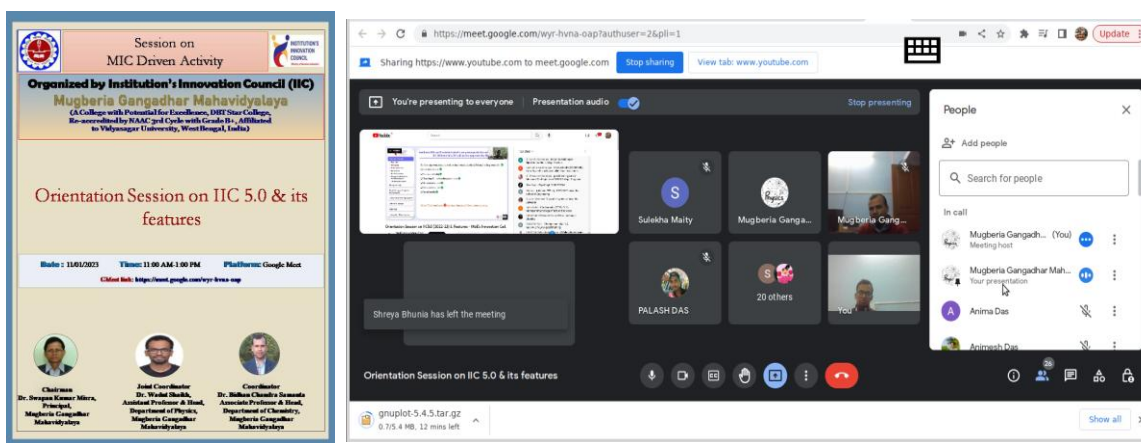 Session on
MIC Driven Activity
INSTITUTION'S
INNOVATION
COUNCIL
Organized by Institution's Innovation Council (IIC)
Mugberia Gangadhar Mahavidyalaya
(A College with Potential for Excellence, DBT Star College,
Re-accredited by NAAC 3rd Cycle with Grade B+, Affiliated
to Vidyasagar University, West Bengal, India)
Orientation Session on IIC 5.0 & its
features
Date : 11/01/2023 Time: 11:00 AM-1:00 PM Platform: Google Meet
GMeet link: https://meet.google.com/wyr-hvna-oap
Chairman
Dr. Swapan Kumar Misra,
Principal,
Mugberia Gangadhar
Mahavidyalaya
Joint Coordinator
Dr. Wadut Shaikh,
Assistant Professor & Head,
Department of Physics,
Mugberia Gangadhar
Mahavidyalaya
Coordinator
Dr. Bidhan Chandra Samanta
Associate Professor & Head,
Department of Chemistry,
Mugberia Gangadhar
Mahavidyalaya
https://meet.google.com/wyr-hvna-oap?authuser=2&pli=1
Update
Sharing https://www.youtube.com to meet.google.com Stop sharing View tab: www.youtube.com
You're presenting to everyone Presentation audio Stop presenting
S
Sulekha Maity
Physics
Mugberia Ganga...
Mugberia Gang...
PALASH DAS
S
20 others
You
Shreya Bhunia has left the meeting
Orientation Session on IIC 5.0 & its features
People
Add people
Search for people
In call
Mugberia Gangadh... (You)
Meeting host
Mugberia Gangadhar Mah...
Your presentation
A Anima Das
Animesh Das
26
gnuplot-5.4.5.tar.gz
0.7/5.4 MB, 12 mins left
Show all